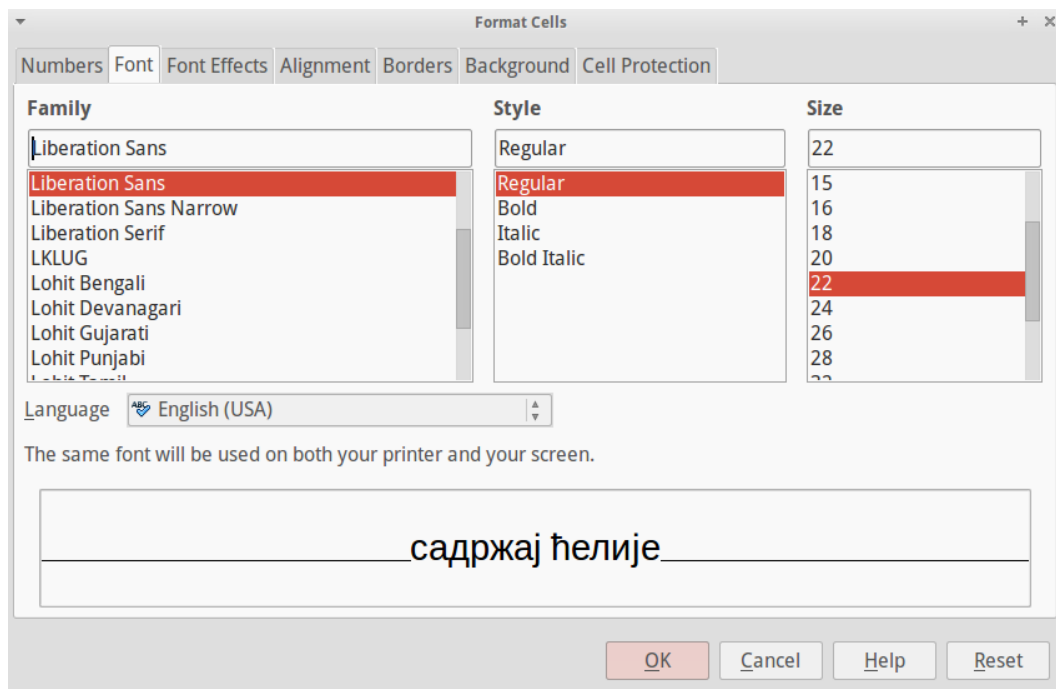 Format Cells
Numbers Font Font Effects Alignment Borders Background Cell Protection
Family Style Size
Liberation Sans Regular 22
Liberation Sans Regular 15
Liberation Sans Narrow Bold 16
Liberation Serif Italic 18
LKLUG Bold Italic 20
Lohit Bengali 22
Lohit Devanagari 24
Lohit Gujarati 26
Lohit Punjabi 28
Language English (USA)
The same font will be used on both your printer and your screen.
садржај ћелије
OK Cancel Help Reset